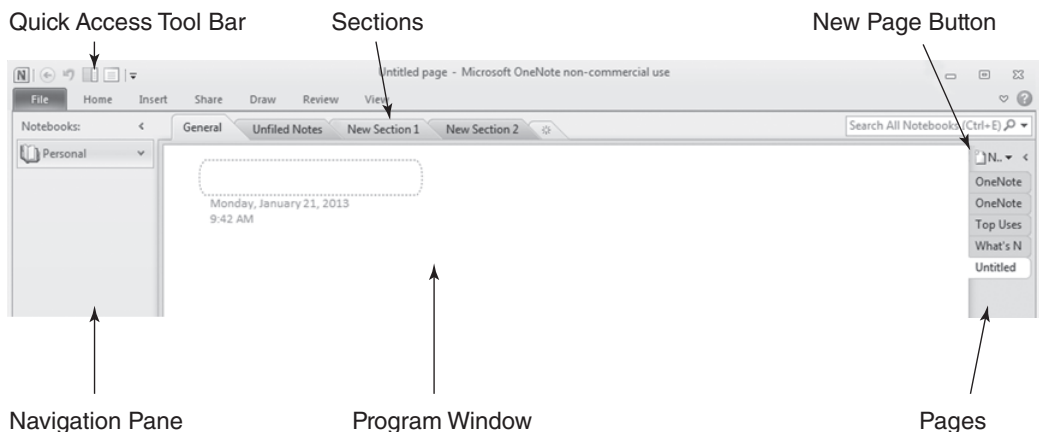 Quick Access Tool Bar Sections New Page Button
Untitled page - Microsoft OneNote non-commercial use
File Home Insert Share Draw Review View
Notebooks: General Unfiled Notes New Section 1 New Section 2 Search All Notebooks (Ctrl+E)
Personal N..
OneNote
Monday, January 21, 2013 OneNote
9:42 AM Top Uses
What's N
Untitled
Navigation Pane Program Window Pages